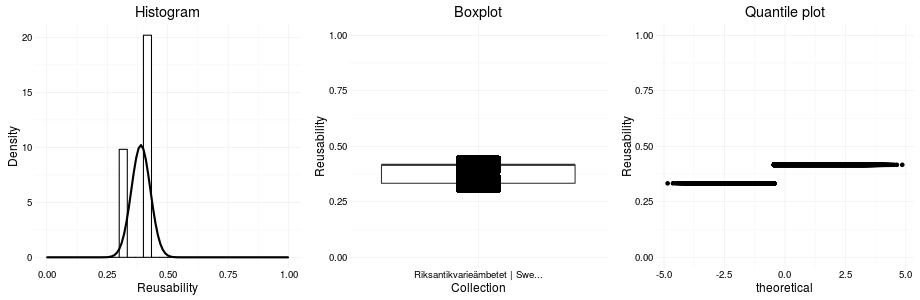 Histogram
Density
20
15
10
5
0
0.00 0.25 0.50 0.75 1.00
Reusability
Boxplot
Reusability
1.00
0.75
0.50
0.25
0.00
Riksantikvarieämbetet | Swe...
Collection
Quantile plot
Reusability
1.00
0.75
0.50
0.25
0.00
-5.0 -2.5 0.0 2.5 5.0
theoretical